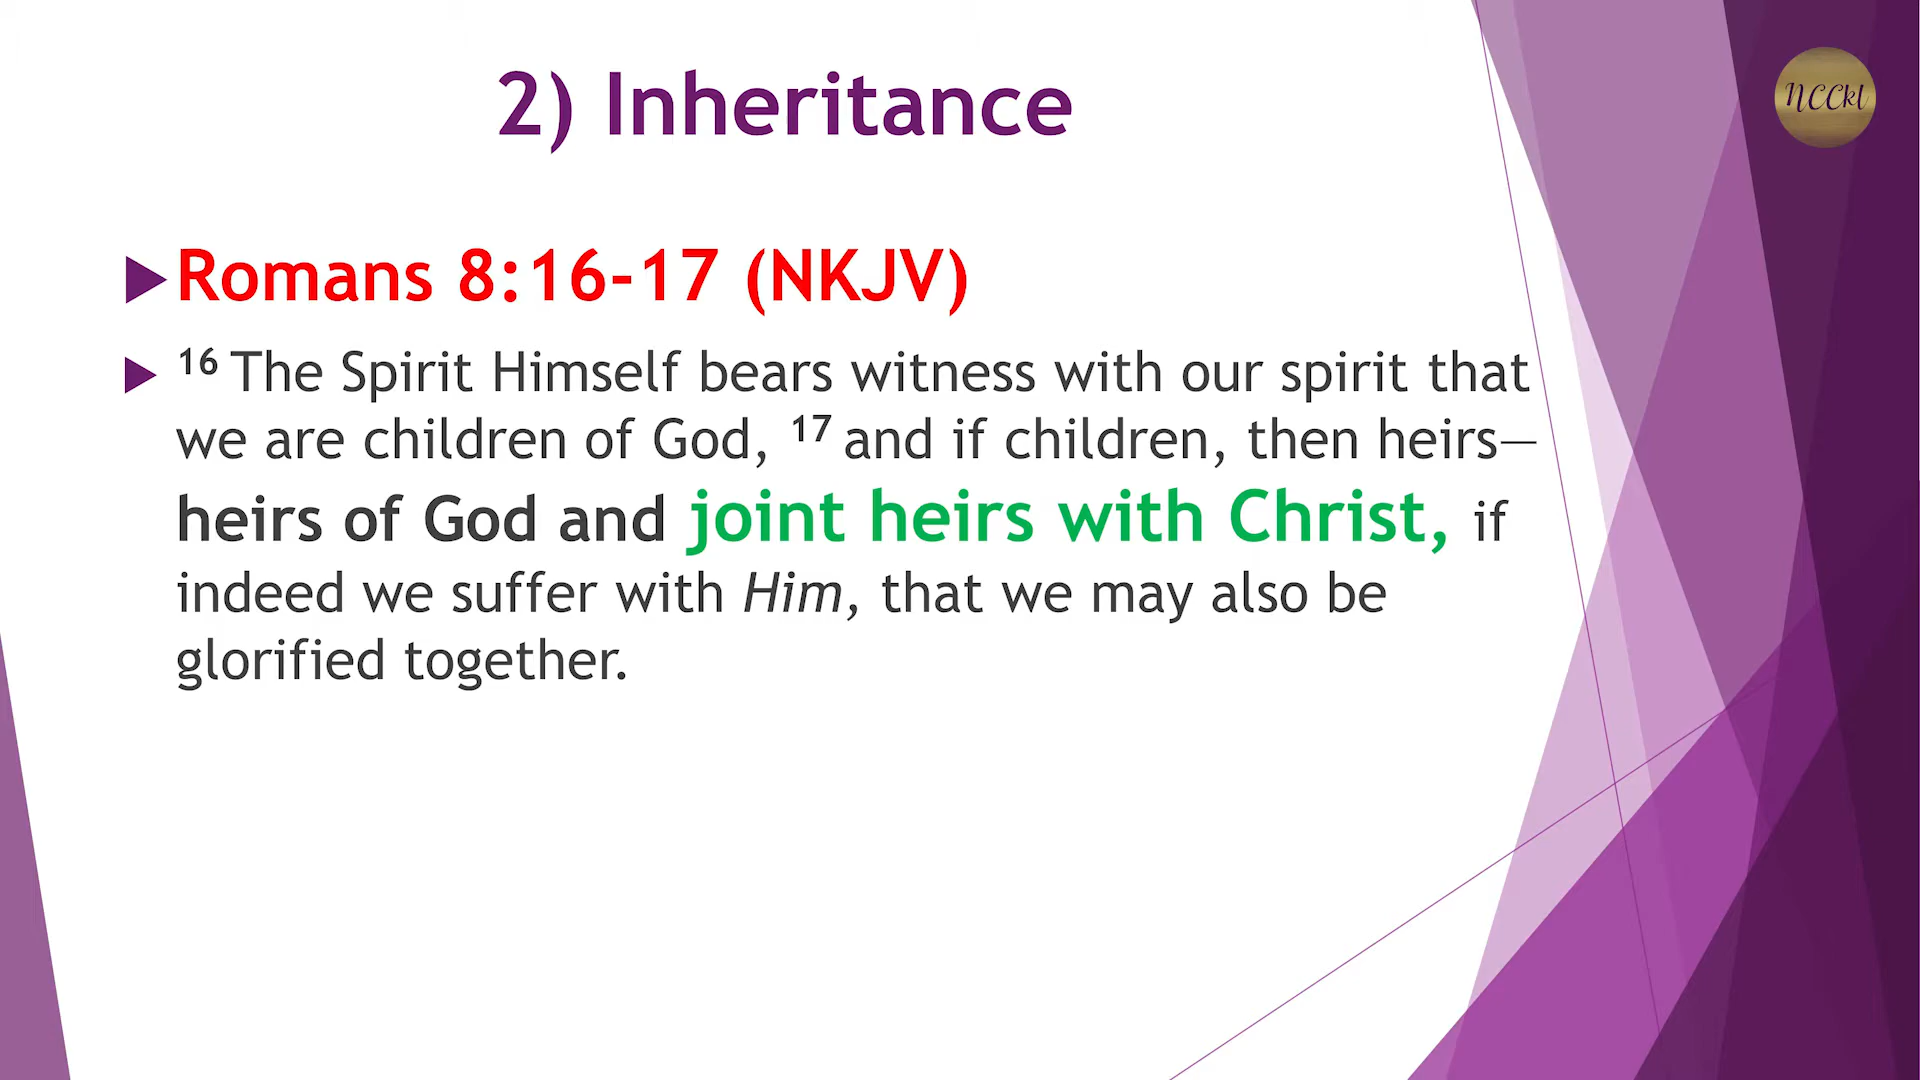 2) Inheritance
NCCkl
Romans 8:16-17 (NKJV)
16 The Spirit Himself bears witness with our spirit that
we are children of God, 17 and if children, then heirs—
heirs of God and joint heirs with Christ, if
indeed we suffer with Him, that we may also be
glorified together.